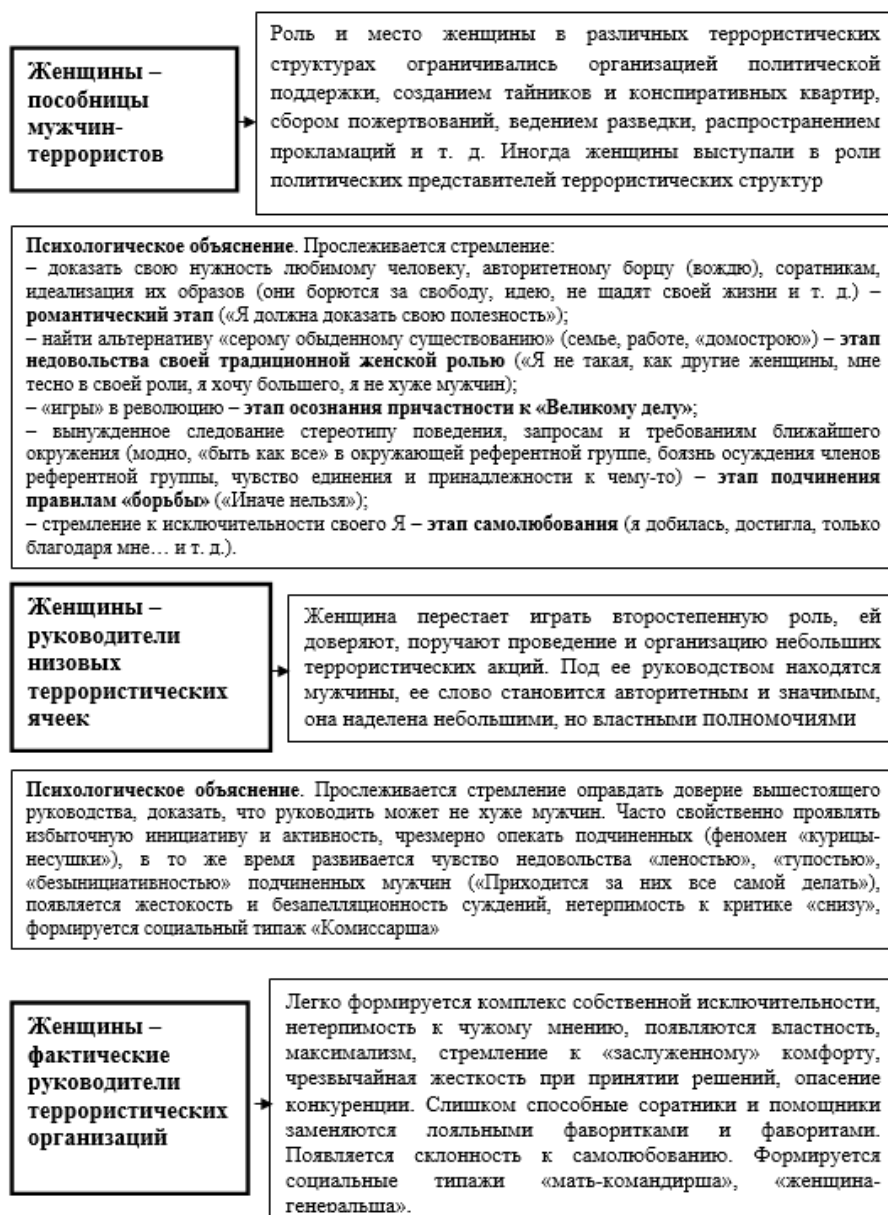 Женщины –
пособницы
мужчин-
террористов
Роль и место женщины в различных террористических
структурах ограничивались организацией политической
поддержки, созданием тайников и конспиративных квартир,
сбором пожертвований, ведением разведки, распространением
прокламаций и т. д. Иногда женщины выступали в роли
политических представителей террористических структур
Психологическое объяснение. Прослеживается стремление:
– доказать свою нужность любимому человеку, авторитетному борцу (вождю), соратникам,
идеализация их образов (они борются за свободу, идею, не щадят своей жизни и т. д.) –
романтический этап («Я должна доказать свою полезность»);
– найти альтернативу «серому обыденному существованию» (семье, работе, «домострою») – этап
недовольства своей традиционной женской ролью («Я не такая, как другие женщины, мне
тесно в своей роли, я хочу большего, я не хуже мужчин);
– «игры» в революцию – этап осознания причастности к «Великому делу»;
– вынужденное следование стереотипу поведения, запросам и требованиям ближайшего
окружения (модно, «быть как все» в окружающей референтной группе, боязнь осуждения членов
референтной группы, чувство единения и принадлежности к чему-то) – этап подчинения
правилам «борьбы» («Иначе нельзя»);
– стремление к исключительности своего Я – этап самолюбования (я добилась, достигла, только
благодаря мне… и т. д.).
Женщины –
руководители
низовых
террористических
ячеек
Женщина перестает играть второстепенную роль, ей
доверяют, поручают проведение и организацию небольших
террористических акций. Под ее руководством находятся
мужчины, ее слово становится авторитетным и значимым,
она наделена небольшими, но властными полномочиями
Психологическое объяснение. Прослеживается стремление оправдать доверие вышестоящего
руководства, доказать, что руководить может не хуже мужчин. Часто свойственно проявлять
избыточную инициативу и активность, чрезмерно опекать подчиненных (феномен «курицы-
несушки»), в то же время развивается чувство недовольства «леностью», «тупостью»,
«безынициативностью» подчиненных мужчин («Приходится за них все самой делать»),
появляется жестокость и безапелляционность суждений, нетерпимость к критике «снизу»,
формируется социальный типаж «Комиссарша»
Женщины –
фактические
руководители
террористических
организаций
Легко формируется комплекс собственной исключительности,
нетерпимость к чужому мнению, появляются властность,
максимализм, стремление к «заслуженному» комфорту,
чрезвычайная жесткость при принятии решений, опасение
конкуренции. Слишком способные соратники и помощники
заменяются лояльными фаворитками и фаворитами.
Появляется склонность к самолюбованию. Формируется
социальные типажи «мать-командирша», «женщина-
генеральша».